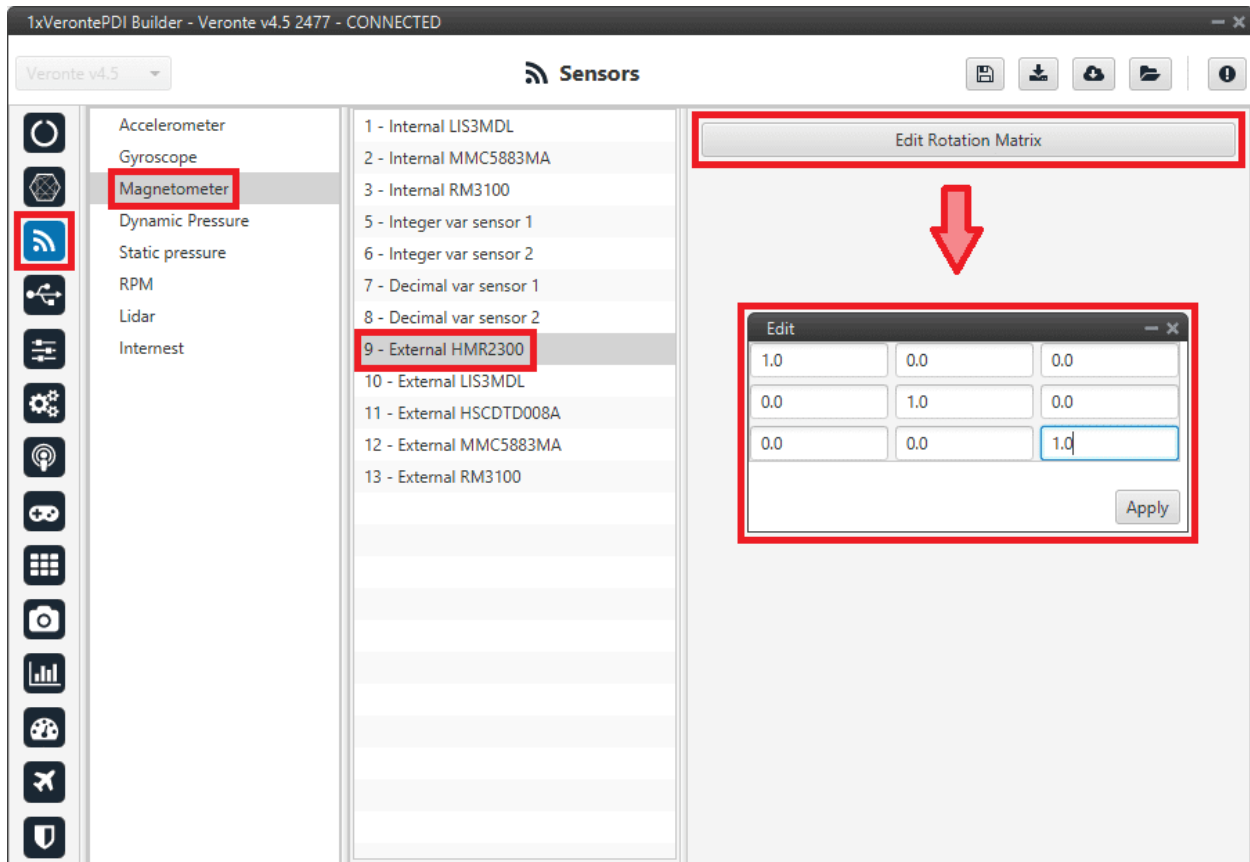 1xVerontePDI Builder - Veronte v4.5 2477 - CONNECTED
Veronte v4.5
Sensors
Accelerometer
Gyroscope
Magnetometer
Dynamic Pressure
Static pressure
RPM
Lidar
Internest
1 - Internal LIS3MDL
2 - Internal MMC5883MA
3 - Internal RM3100
5 - Integer var sensor 1
6 - Integer var sensor 2
7 - Decimal var sensor 1
8 - Decimal var sensor 2
9 - External HMR2300
10 - External LIS3MDL
11 - External HSCDTD008A
12 - External MMC5883MA
13 - External RM3100
Edit Rotation Matrix
Edit
1.0 0.0 0.0
0.0 1.0 0.0
0.0 0.0 1.0
Apply